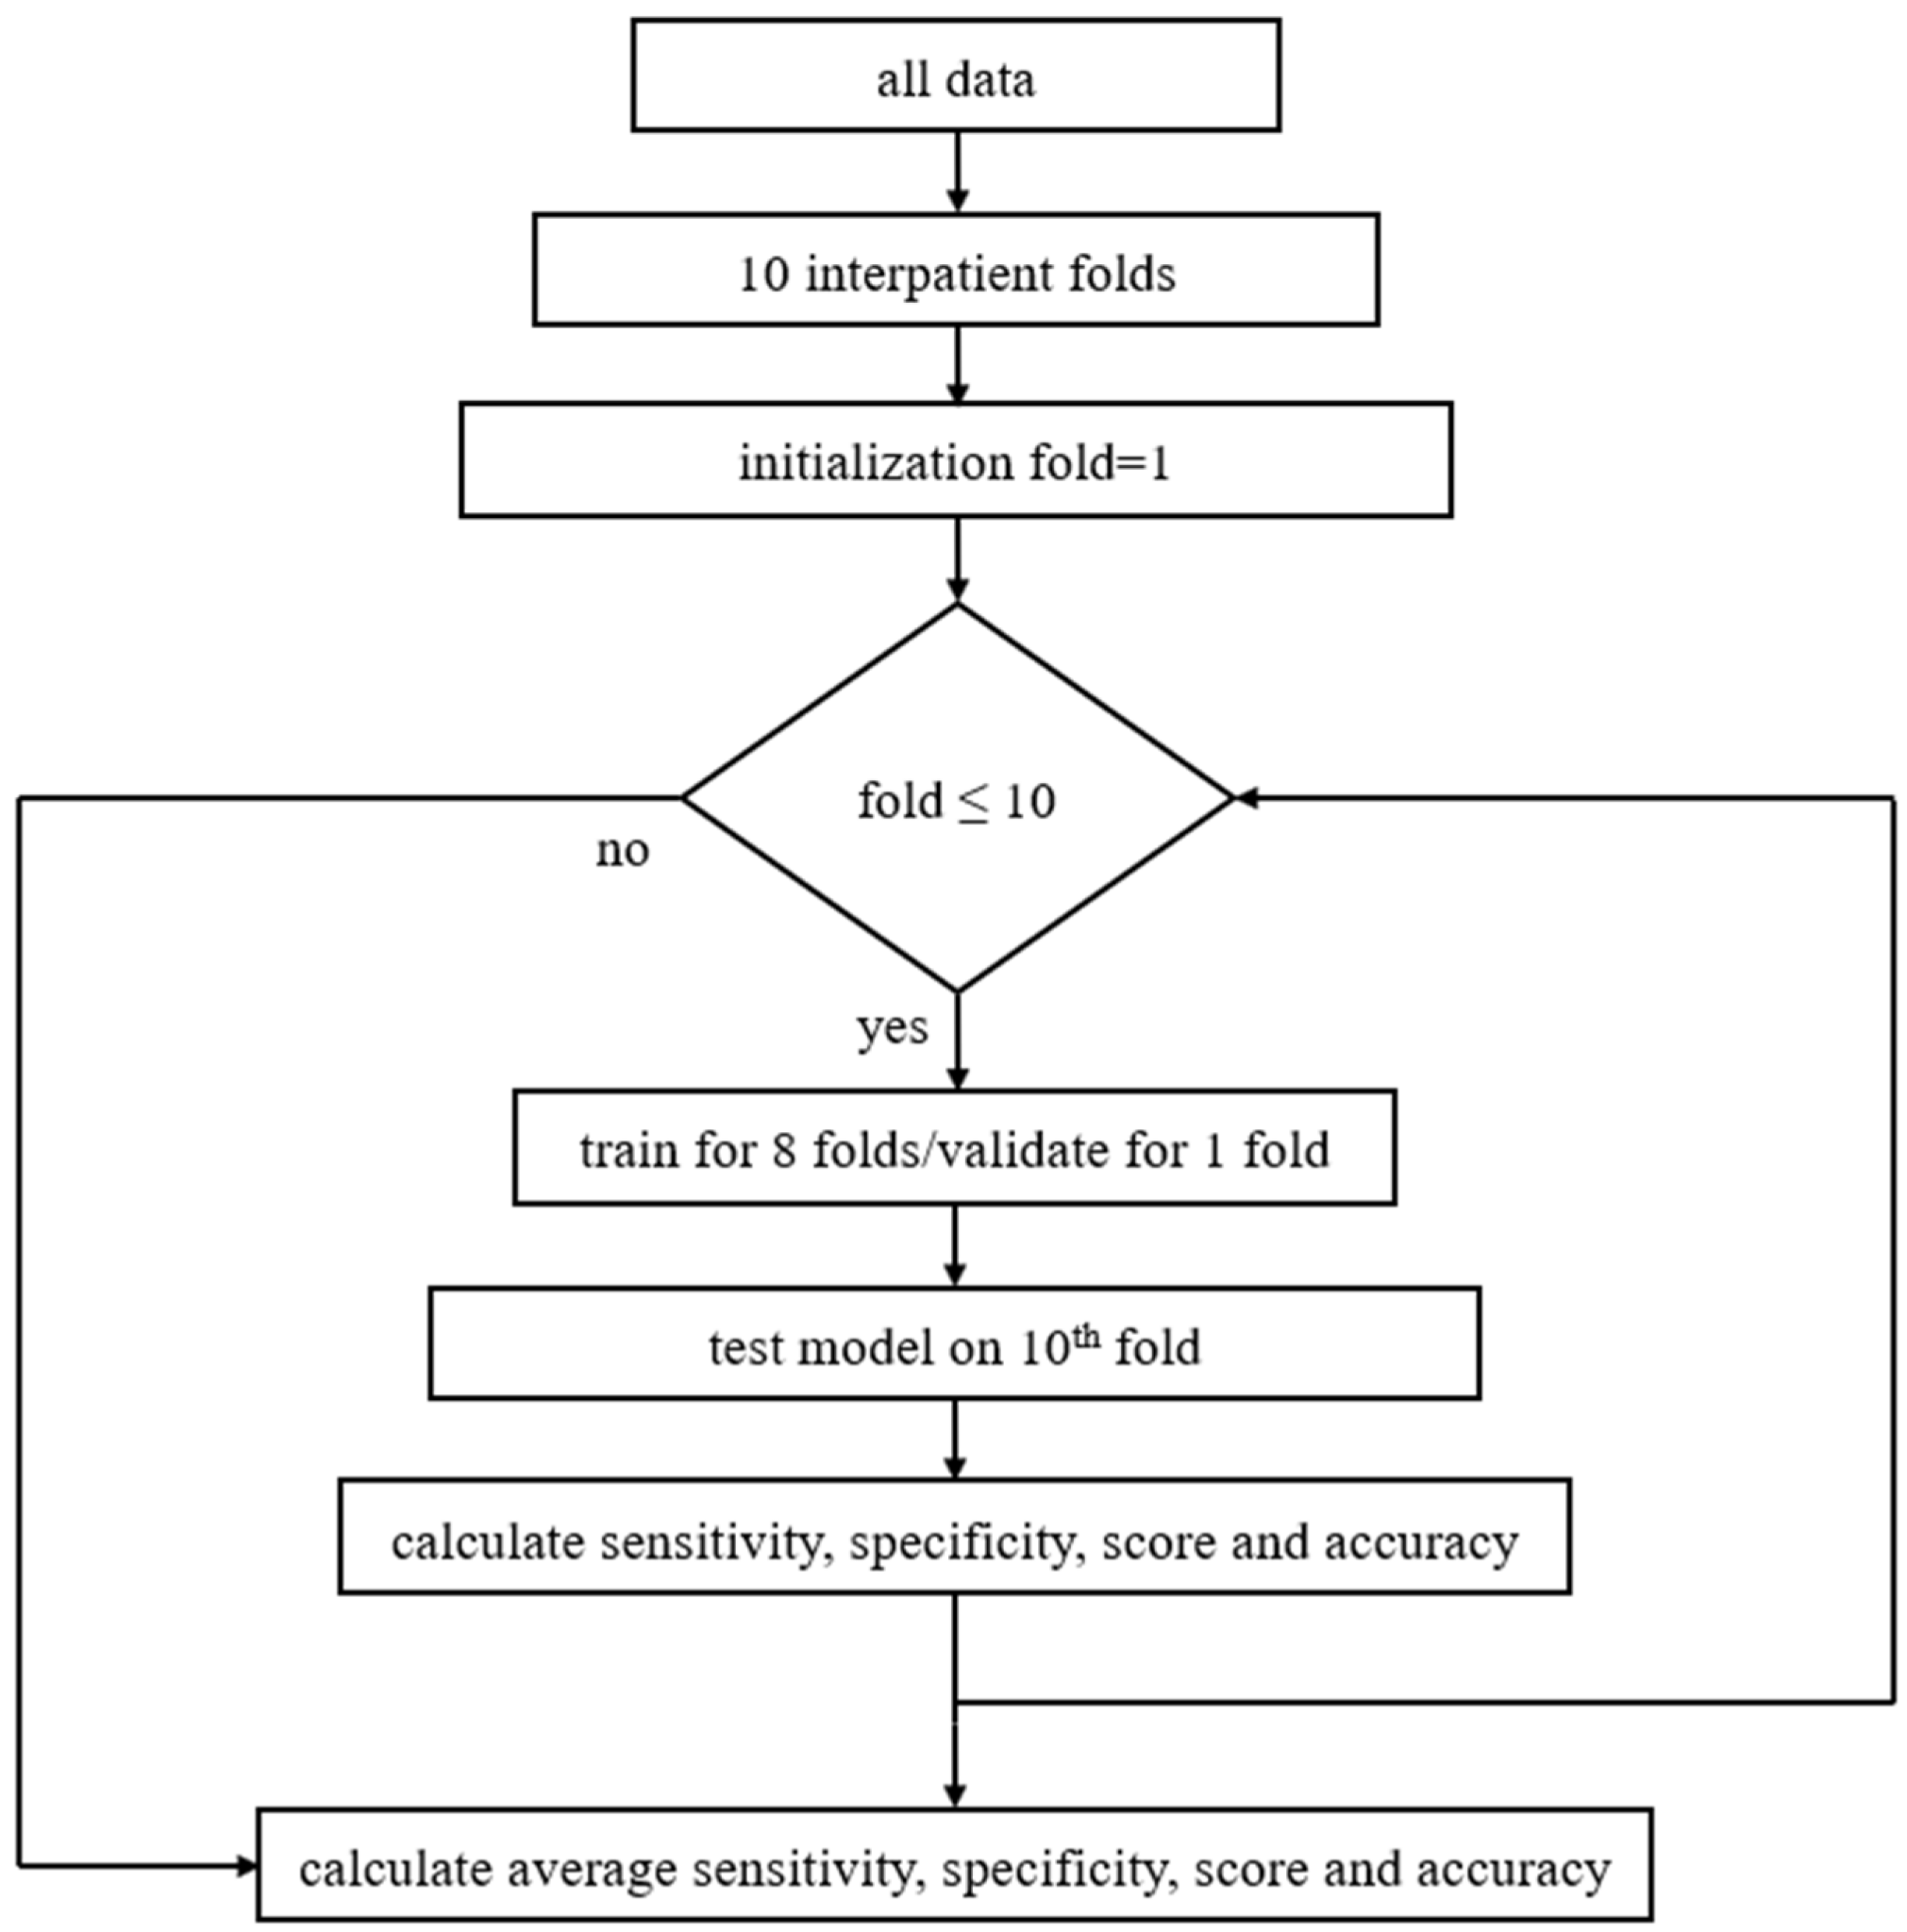 all data
10 interpatient folds
initialization fold=1
fold ≤ 10
no
yes
train for 8 folds/validate for 1 fold
test model on 10th fold
calculate sensitivity, specificity, score and accuracy
calculate average sensitivity, specificity, score and accuracy